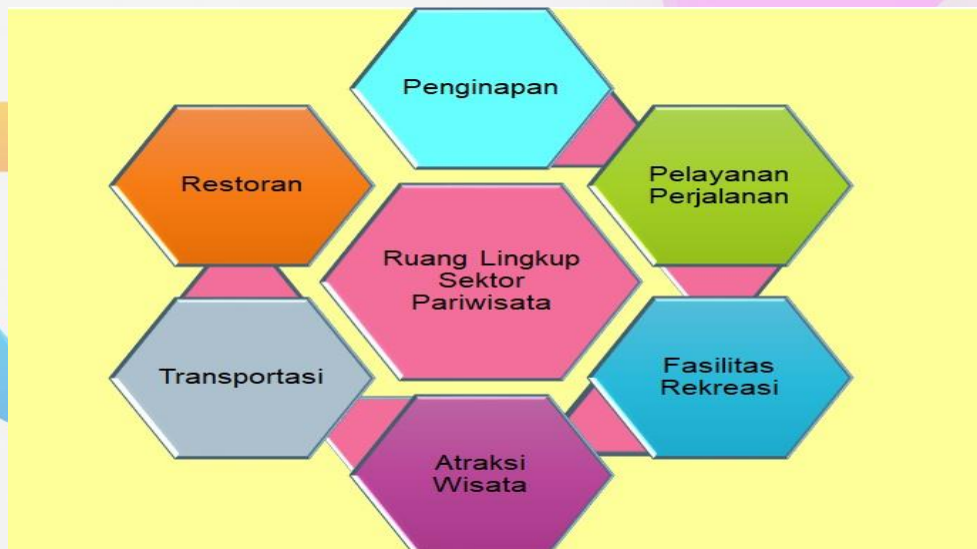 Penginapan
Restoran
Pelayanan
Perjalanan
Ruang Lingkup
Sektor
Pariwisata
Transportasi
Fasilitas
Rekreasi
Atraksi
Wisata